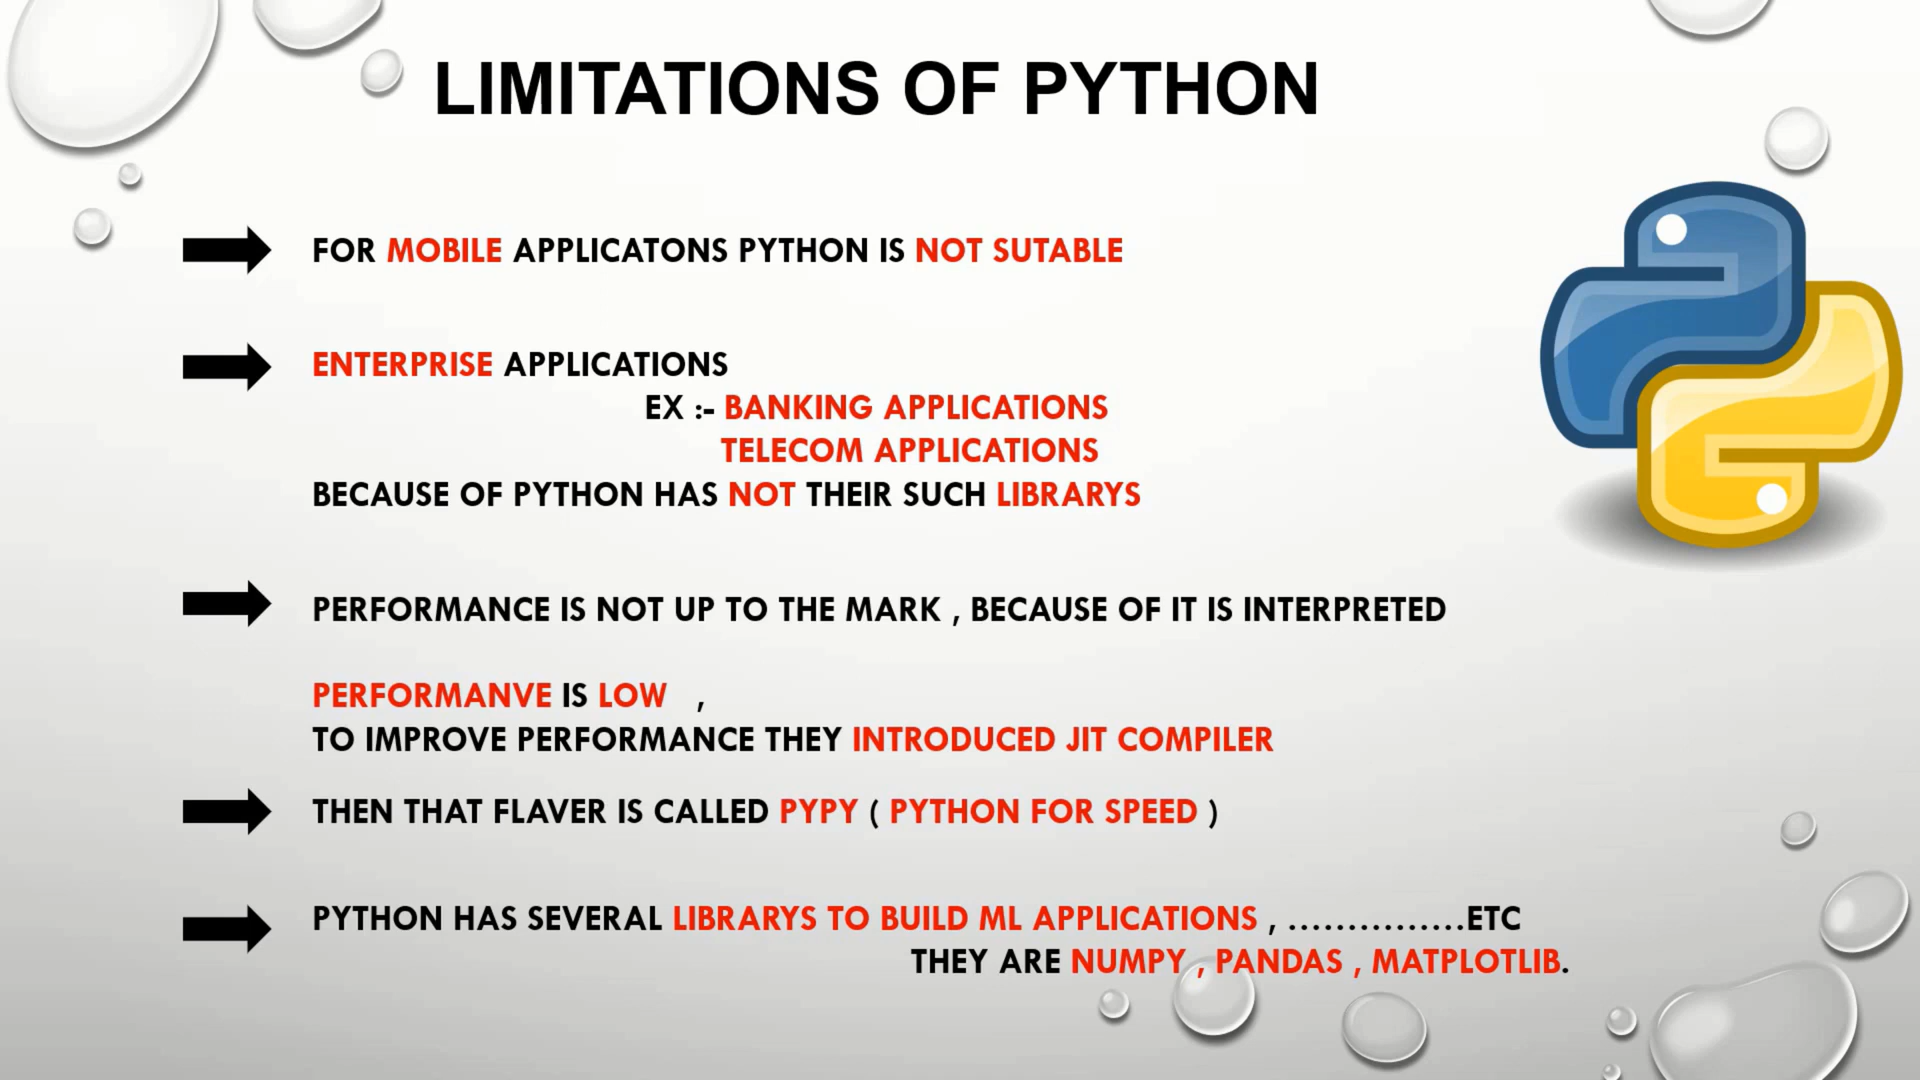 LIMITATIONS OF PYTHON
FOR MOBILE APPLICATONS PYTHON IS NOT SUTABLE
ENTERPRISE APPLICATIONS
EX :- BANKING APPLICATIONS
TELECOM APPLICATIONS
BECAUSE OF PYTHON HAS NOT THEIR SUCH LIBRARYS
PERFORMANCE IS NOT UP TO THE MARK , BECAUSE OF IT IS INTERPRETED
PERFORMANVE IS LOW ,
TO IMPROVE PERFORMANCE THEY INTRODUCED JIT COMPILER
THEN THAT FLAVER IS CALLED PYPY ( PYTHON FOR SPEED )
PYTHON HAS SEVERAL LIBRARYS TO BUILD ML APPLICATIONS , ...............ETC
THEY ARE NUMPY , PANDAS , MATPLOTLIB.